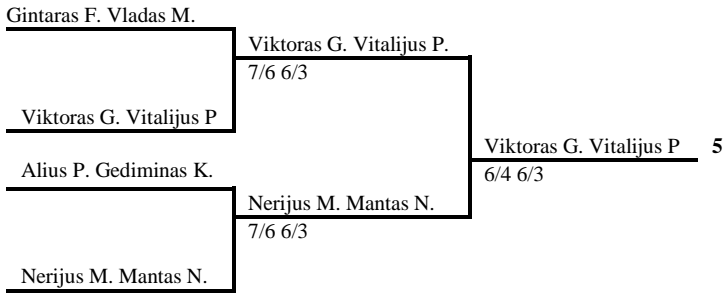 Gintaras F. Vladas M.
Viktoras G. Vitalijus P.
7/6 6/3
Viktoras G. Vitalijus P
Viktoras G. Vitalijus P 5
6/4 6/3
Alius P. Gediminas K.
Nerijus M. Mantas N.
7/6 6/3
Nerijus M. Mantas N.